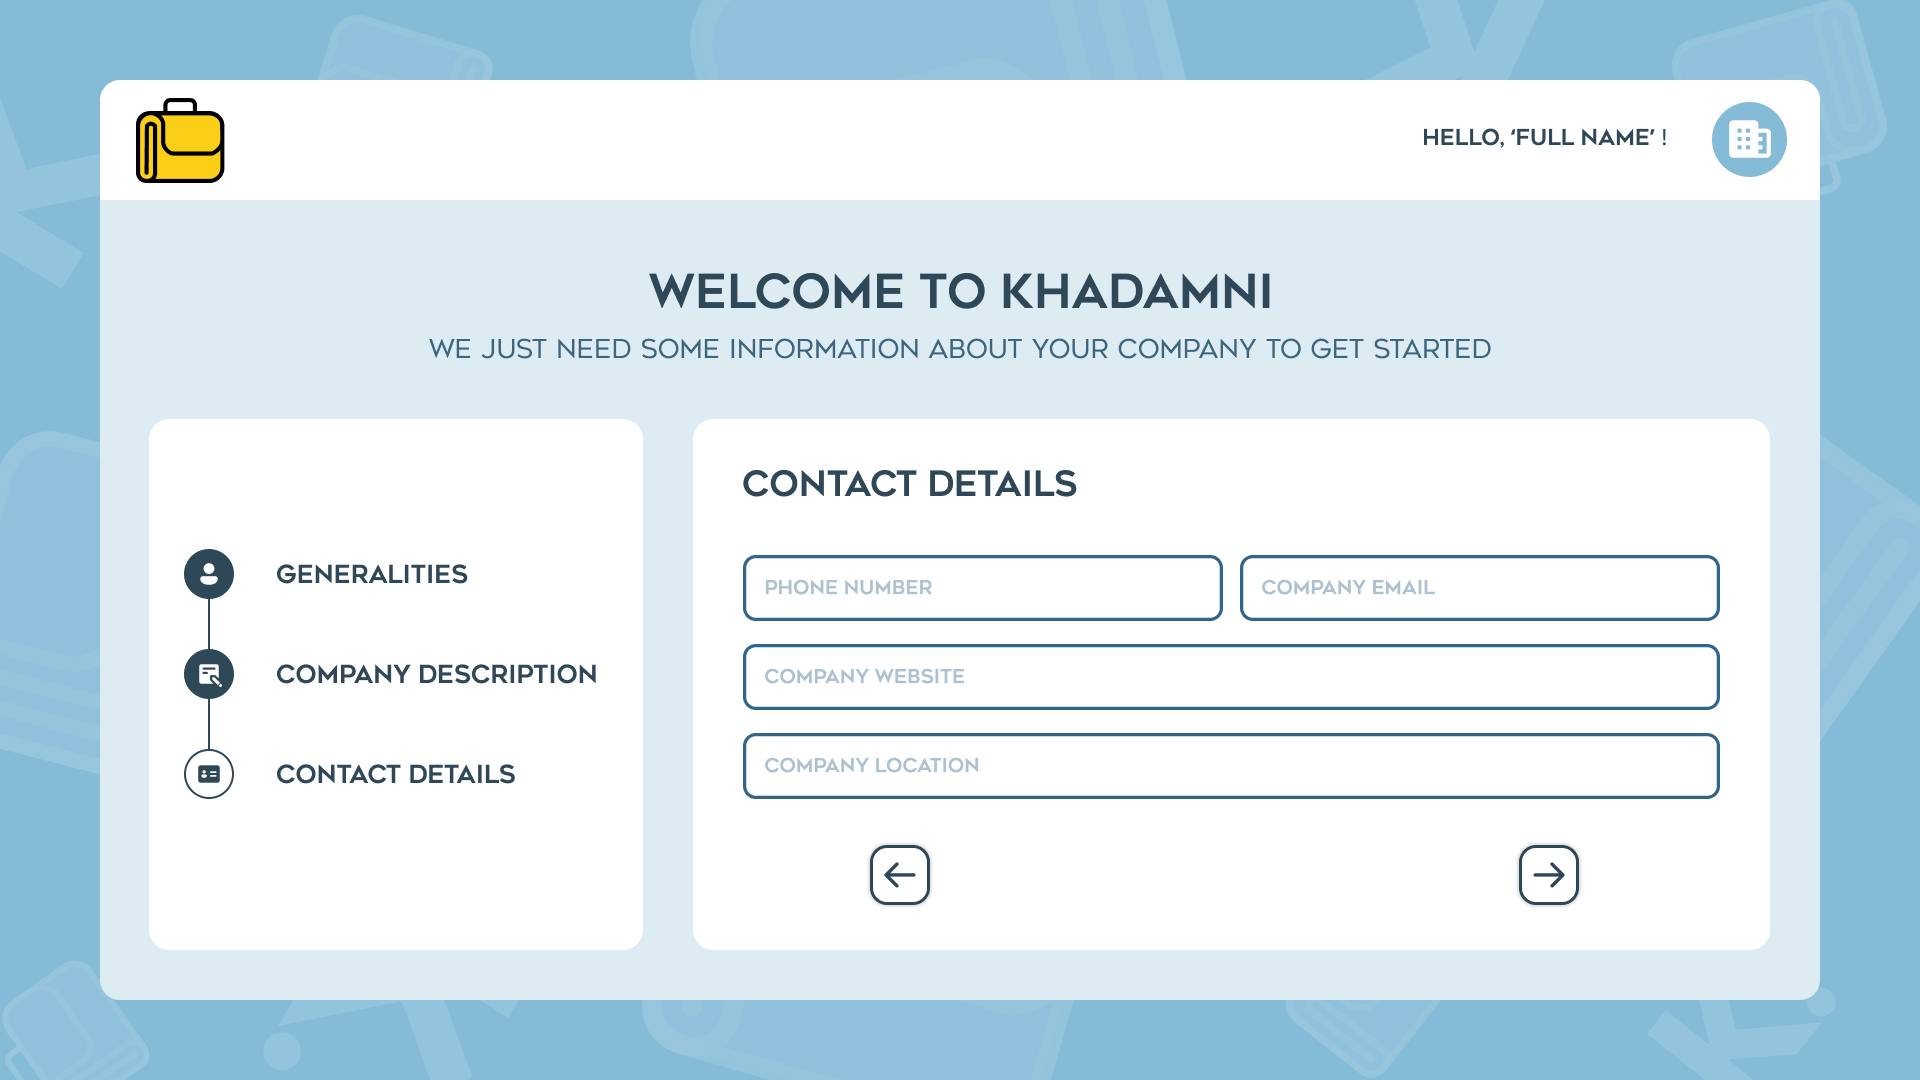 HELLO, ‘FULL NAME’ !
WELCOME TO KHADAMNI
WE JUST NEED SOME INFORMATION ABOUT YOUR COMPANY TO GET STARTED
GENERALITIES
COMPANY DESCRIPTION
CONTACT DETAILS
CONTACT DETAILS
PHONE NUMBER
COMPANY EMAIL
COMPANY WEBSITE
COMPANY LOCATION